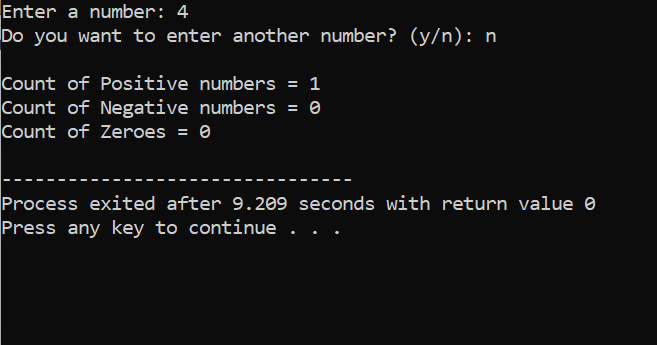 Enter a number: 4
Do you want to enter another number? (y/n): n
Count of Positive numbers = 1
Count of Negative numbers = 0
Count of Zeroes = 0
--------------------------------
Process exited after 9.209 seconds with return value 0
Press any key to continue . . .